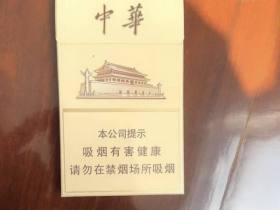 中華
本公司提示
吸烟有害健康
请勿在禁烟场所吸烟